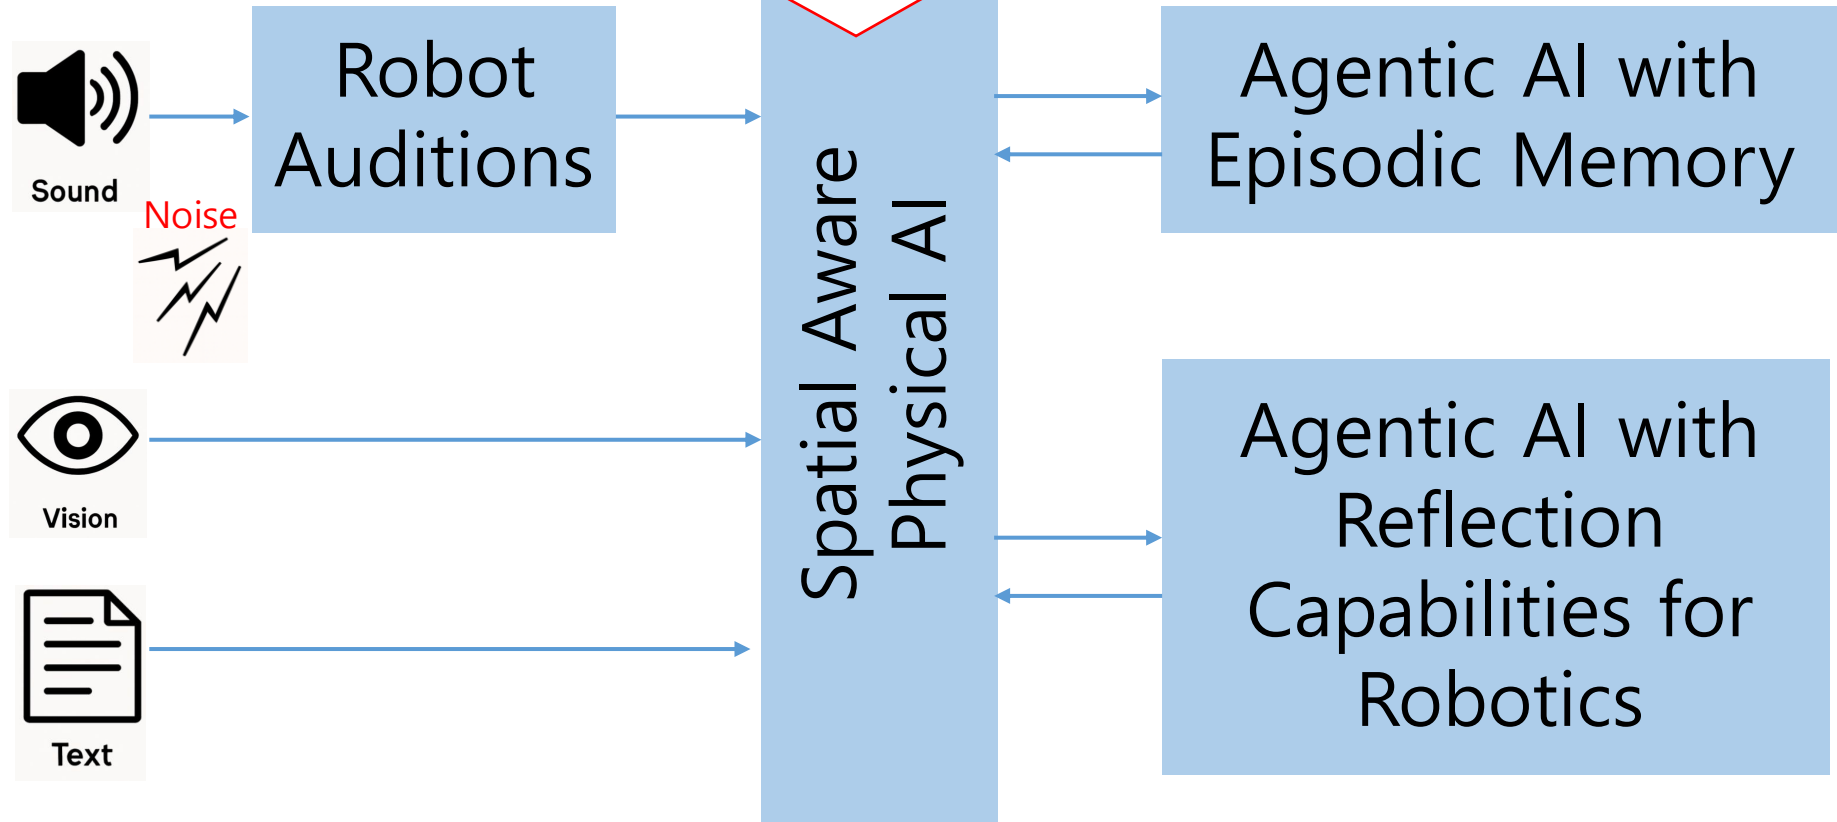 Sound
Noise
Robot
Auditions
Vision
Text
Spatial Aware
Physical AI
Agentic AI with
Episodic Memory
Agentic AI with
Reflection
Capabilities for
Robotics